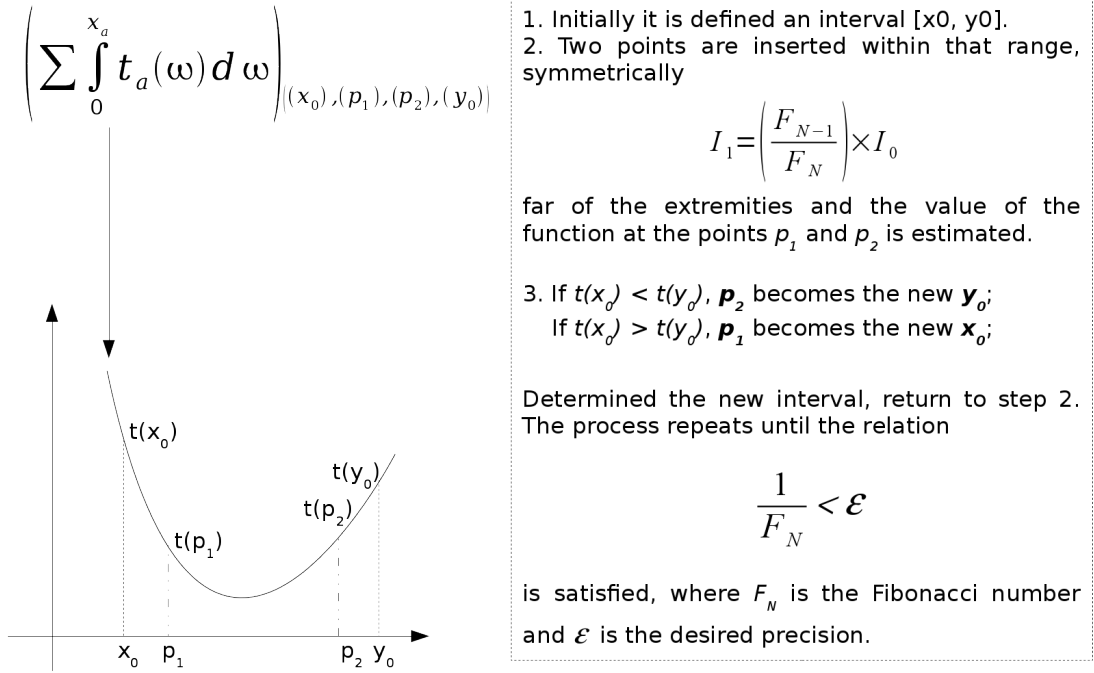 (∑ ∫₀^{xₐ} tₐ(ω)d ω)_{((x₀),(p₁),(p₂),(y₀))}
t(x₀)
t(y₀)
t(p₂)
t(p₁)
x₀ p₁ p₂ y₀
1. Initially it is defined an interval [x0, y0].
2. Two points are inserted within that range,
symmetrically
I₁=(F_{N−1}/F_N)×I₀
far of the extremities and the value of the
function at the points p₁ and p₂ is estimated.
3. If t(x₀) < t(y₀), p₂ becomes the new y₀;
If t(x₀) > t(y₀), p₁ becomes the new x₀;
Determined the new interval, return to step 2.
The process repeats until the relation
1/F_N < ε
is satisfied, where F_N is the Fibonacci number
and ε is the desired precision.